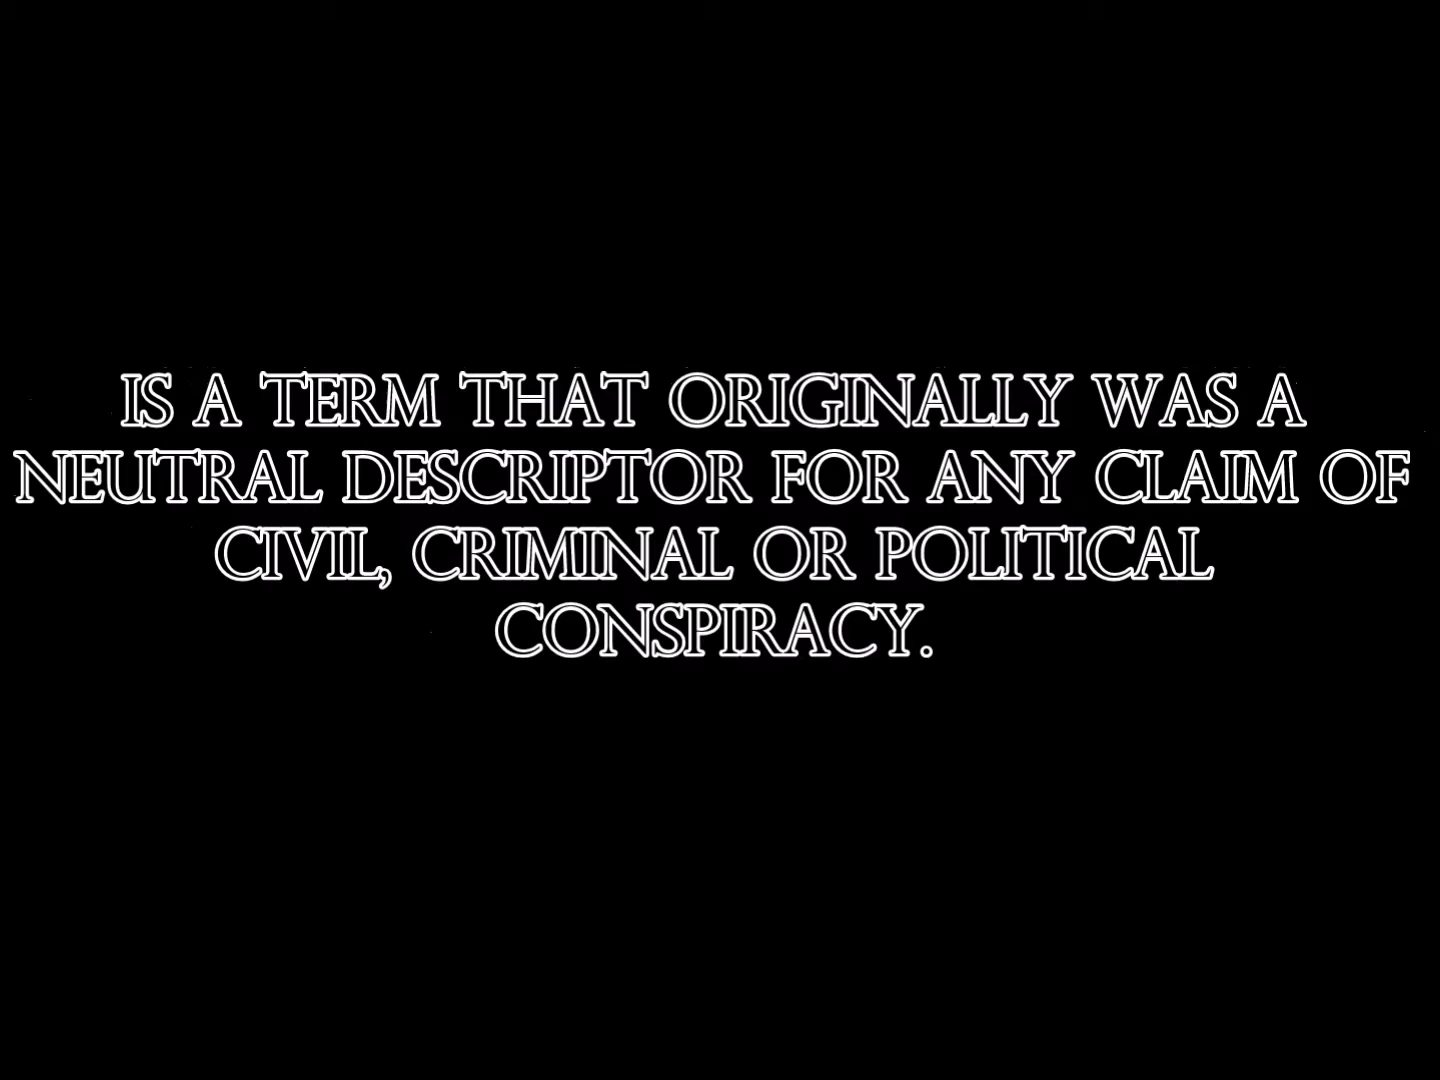 IS A TERM THAT ORIGINALLY WAS A
NEUTRAL DESCRIPTOR FOR ANY CLAIM OF
CIVIL, CRIMINAL OR POLITICAL
CONSPIRACY.